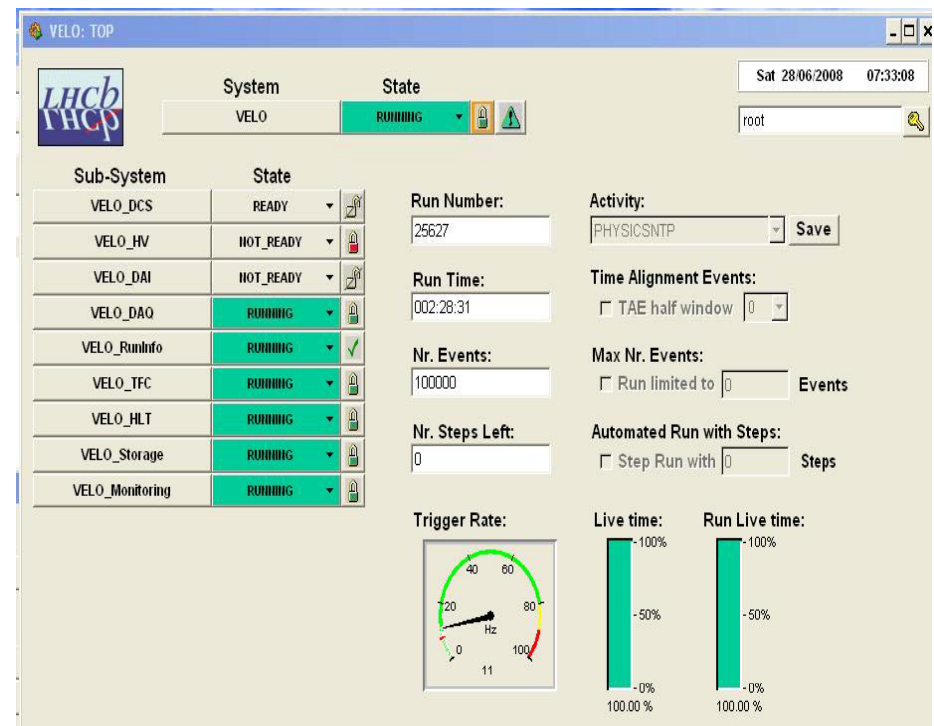 VELO: TOP
LHCb
ГНСр
System State
VELO RUNNING
Sat 28/06/2008 07:33:08
root
Sub-System State
VELO_DCS READY
VELO_HV NOT_READY
VELO_DAI NOT_READY
VELO_DAQ RUNNING
VELO_RunInfo RUNNING
VELO_TFC RUNNING
VELO_HLT RUNNING
VELO_Storage RUNNING
VELO_Monitoring RUNNING
Run Number:
25627
Activity:
PHYSICSNTP Save
Run Time:
002:28:31
Time Alignment Events:
TAE half window 0
Nr. Events:
100000
Max Nr. Events:
Run limited to 0 Events
Nr. Steps Left:
0
Automated Run with Steps:
Step Run with 0 Steps
Trigger Rate:
40 60
20 80
Hz
0 100
11
Live time:
100%
50%
0%
100.00 %
Run Live time:
100%
50%
0%
100.00 %